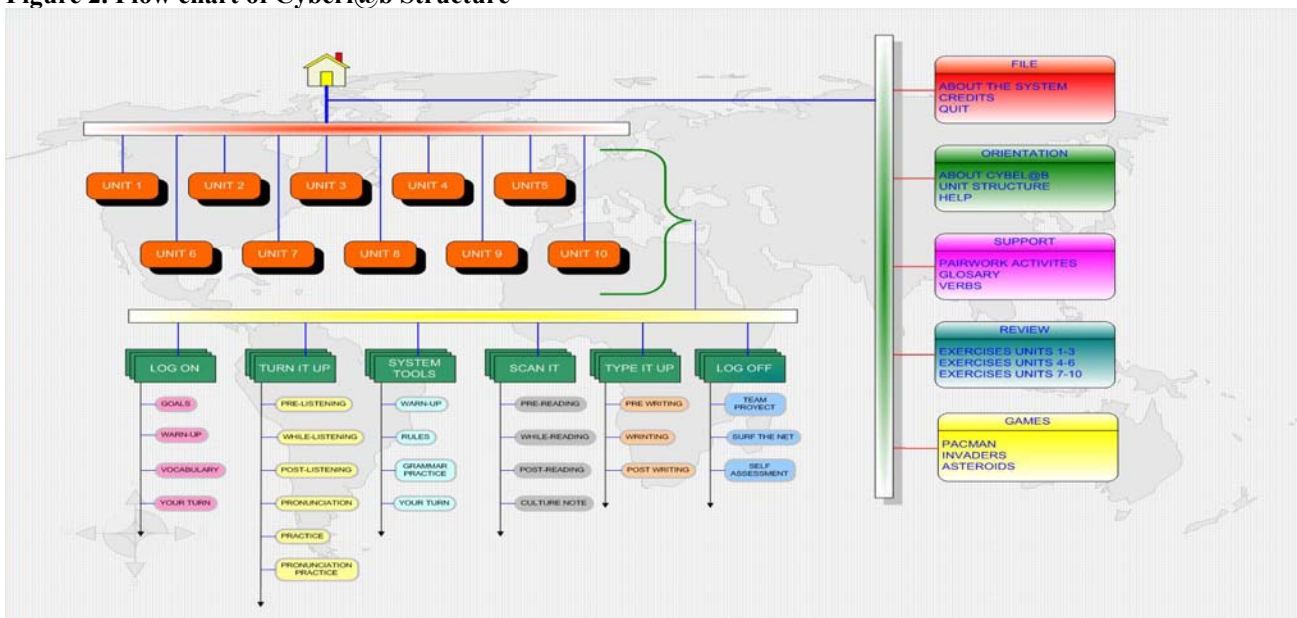 Figure 2. Flow chart of Cyberl@b Structure
FILE
ABOUT THE SYSTEM
CREDITS
QUIT
ORIENTATION
ABOUT CYBEL@B
UNIT STRUCTURE
HELP
SUPPORT
PAIRWORK ACTIVITES
GLOSARY
VERBS
REVIEW
EXERCISES UNITS 1-3
EXERCISES UNITS 4-6
EXERCISES UNITS 7-10
GAMES
PACMAN
INVADERS
ASTEROIDS
UNIT 1
UNIT 2
UNIT 3
UNIT 4
UNIT5
UNIT 6
UNIT 7
UNIT 8
UNIT 9
UNIT 10
LOG ON
GOALS
WARN-UP
VOCABULARY
YOUR TURN
TURN IT UP
PRE-LISTENING
WHILE-LISTENING
POST-LISTENING
PRONUNCIATION
PRACTICE
PRONUNCIATION
PRACTICE
SYSTEM
TOOLS
WARN-UP
RULES
GRAMMAR
PRACTICE
YOUR TURN
SCAN IT
PRE-READING
WHILE-READING
POST-READING
CULTURE NOTE
TYPE IT UP
PRE WRITING
WRINTING
POST WRITING
LOG OFF
TEAM
PROYECT
SURF THE NET
SELF
ASSESSMENT